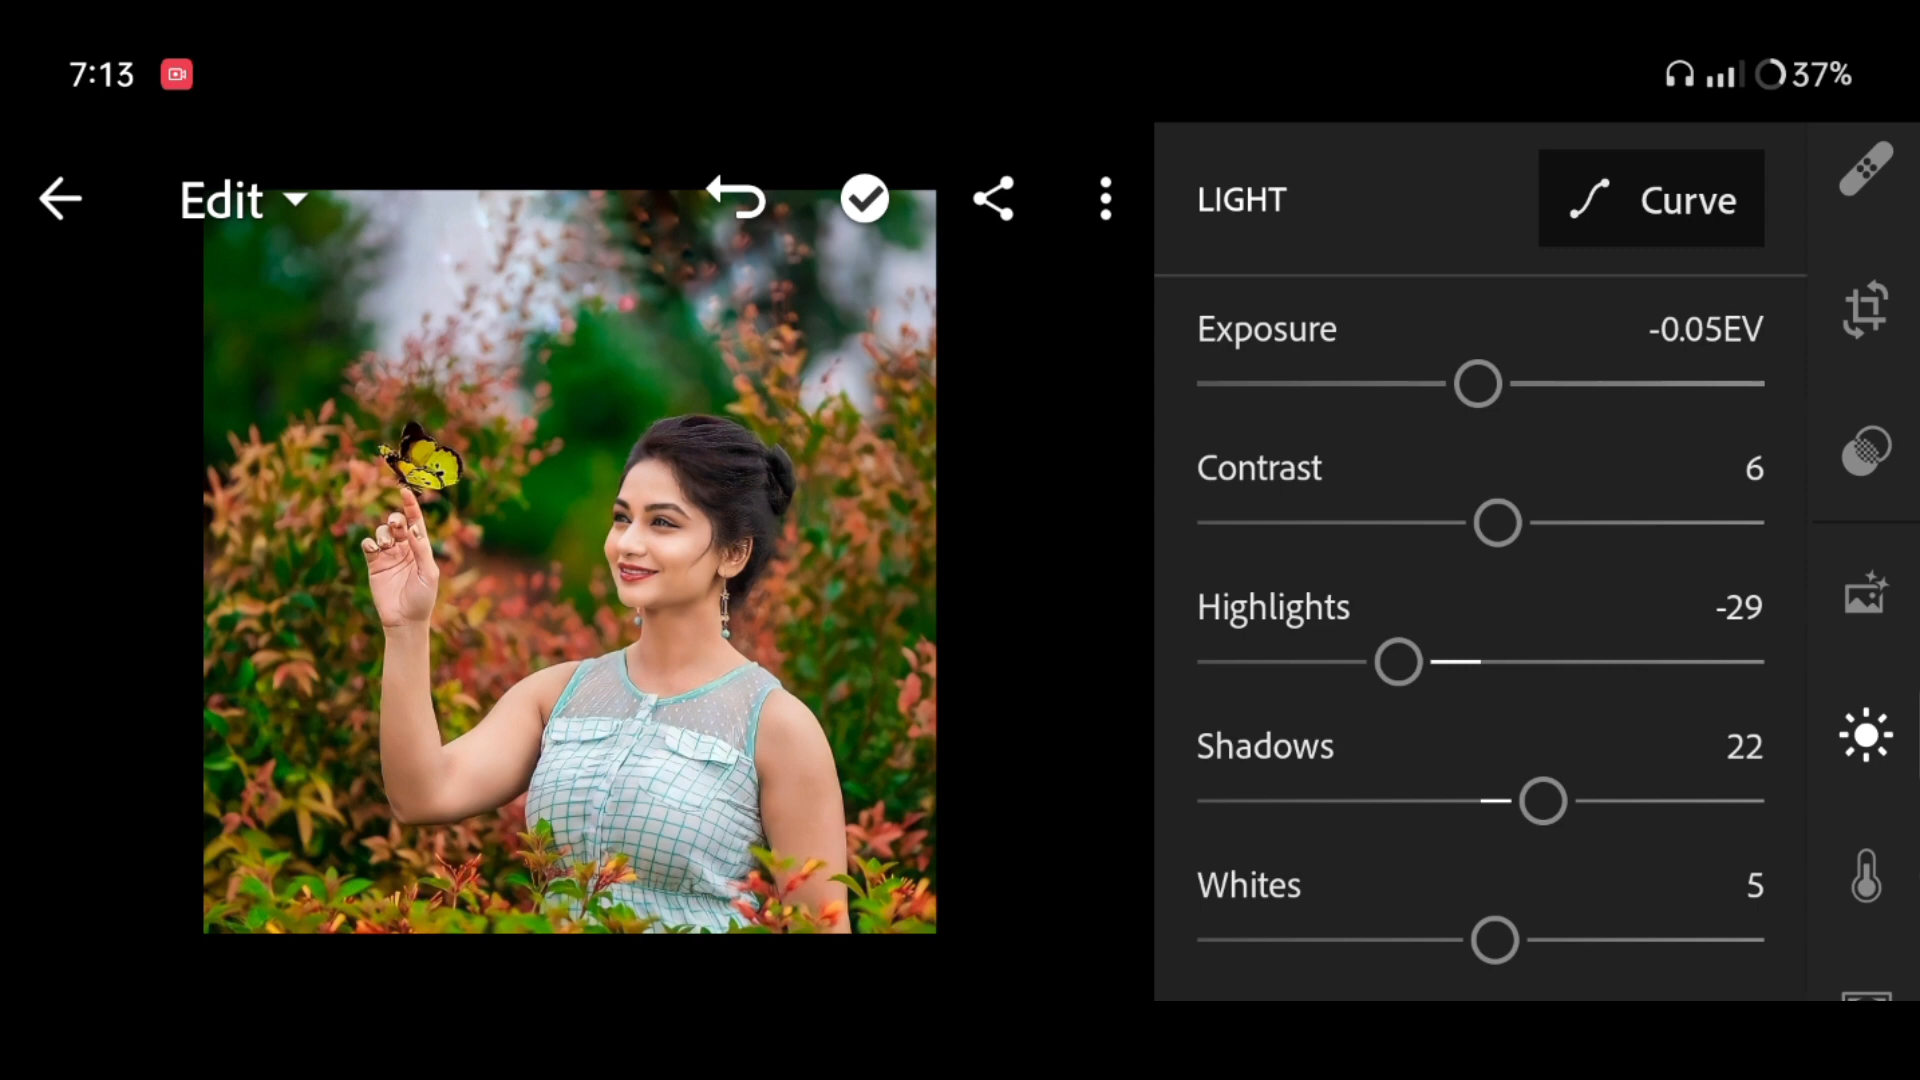 7:13
37%
Edit
LIGHT
Curve
Exposure -0.05EV
Contrast 6
Highlights -29
Shadows 22
Whites 5